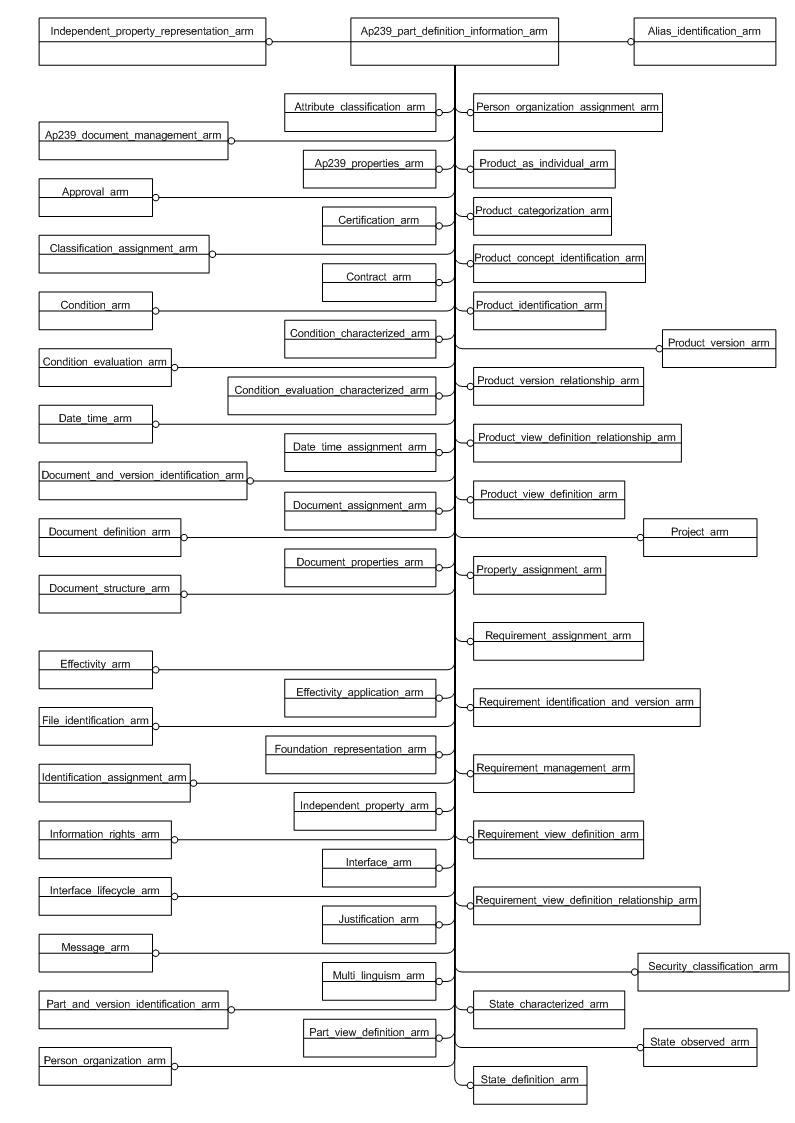 Independent_property_representation_arm
Ap239_part_definition_information_arm
Alias_identification_arm
Attribute_classification_arm
Person_organization_assignment_arm
Ap239_document_management_arm
Ap239_properties_arm
Product_as_individual_arm
Approval_arm
Product_categorization_arm
Certification_arm
Classification_assignment_arm
Product_concept_identification_arm
Contract_arm
Condition_arm
Product_identification_arm
Condition_characterized_arm
Product_version_arm
Condition_evaluation_arm
Product_version_relationship_arm
Condition_evaluation_characterized_arm
Date_time_arm
Product_view_definition_relationship_arm
Date_time_assignment_arm
Document_and_version_identification_arm
Product_view_definition_arm
Document_assignment_arm
Document_definition_arm
Project_arm
Document_properties_arm
Property_assignment_arm
Document_structure_arm
Requirement_assignment_arm
Effectivity_arm
Effectivity_application_arm
Requirement_identification_and_version_arm
File_identification_arm
Foundation_representation_arm
Requirement_management_arm
Identification_assignment_arm
Independent_property_arm
Information_rights_arm
Requirement_view_definition_arm
Interface_arm
Interface_lifecycle_arm
Requirement_view_definition_relationship_arm
Justification_arm
Message_arm
Security_classification_arm
Multi_linguism_arm
Part_and_version_identification_arm
State_characterized_arm
Part_view_definition_arm
State_observed_arm
Person_organization_arm
State_definition_arm